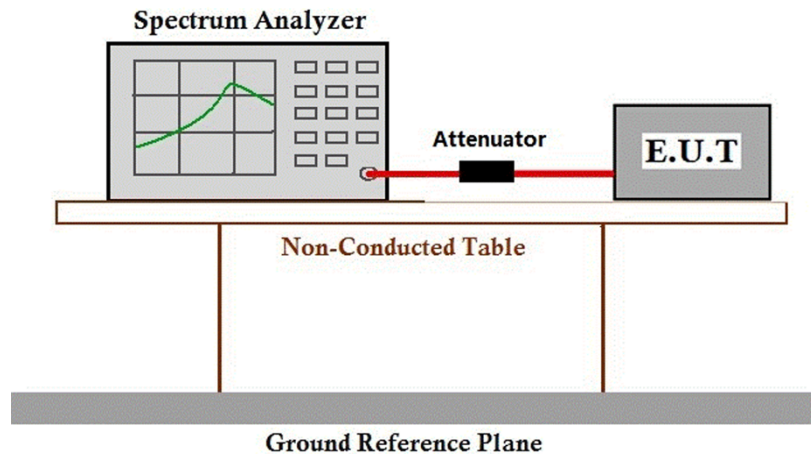 Spectrum Analyzer
Attenuator
E.U.T
Non-Conducted Table
Ground Reference Plane